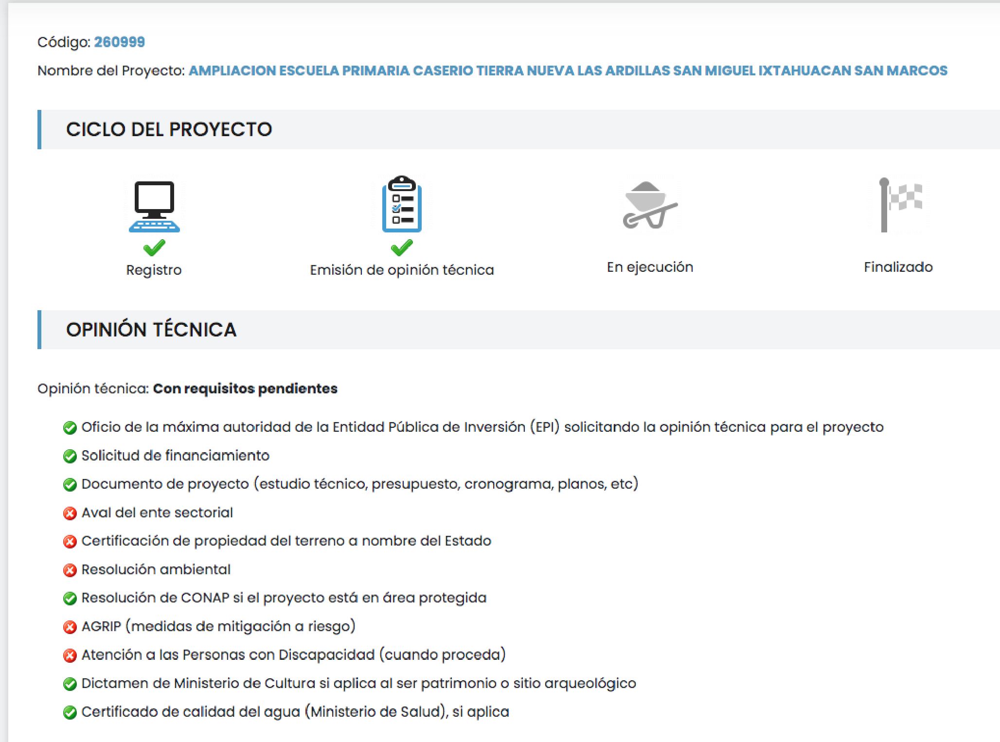 Código: 260999
Nombre del Proyecto: AMPLIACION ESCUELA PRIMARIA CASERIO TIERRA NUEVA LAS ARDILLAS SAN MIGUEL IXTAHUACAN SAN MARCOS
CICLO DEL PROYECTO
Registro
Emisión de opinión técnica
En ejecución
Finalizado
OPINIÓN TÉCNICA
Opinión técnica: Con requisitos pendientes
Oficio de la máxima autoridad de la Entidad Pública de Inversión (EPI) solicitando la opinión técnica para el proyecto
Solicitud de financiamiento
Documento de proyecto (estudio técnico, presupuesto, cronograma, planos, etc)
Aval del ente sectorial
Certificación de propiedad del terreno a nombre del Estado
Resolución ambiental
Resolución de CONAP si el proyecto está en área protegida
AGRIP (medidas de mitigación a riesgo)
Atención a las Personas con Discapacidad (cuando proceda)
Dictamen de Ministerio de Cultura si aplica al ser patrimonio o sitio arqueológico
Certificado de calidad del agua (Ministerio de Salud), si aplica